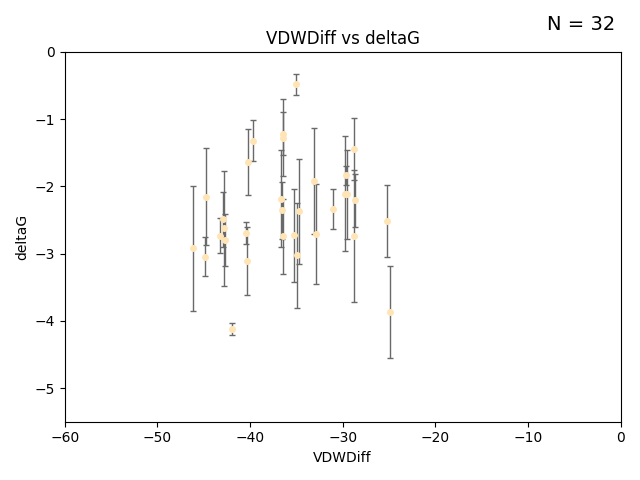 N = 32
VDWDiff vs deltaG
deltaG
0
−1
−2
−3
−4
−5
−60 −50 −40 −30 −20 −10 0
VDWDiff